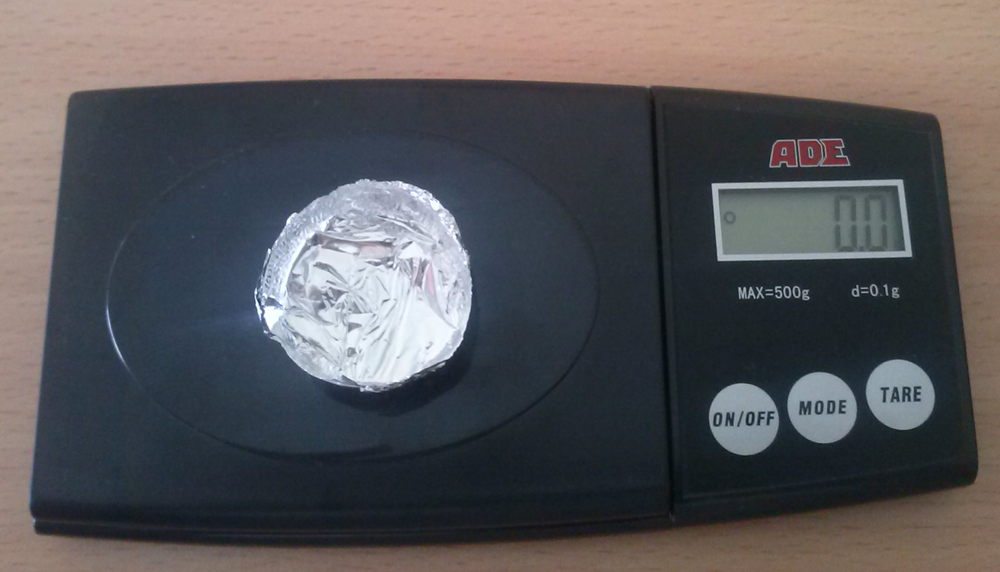 ADE
0.0
MAX=500g d=0.1g
ON/OFF MODE TARE